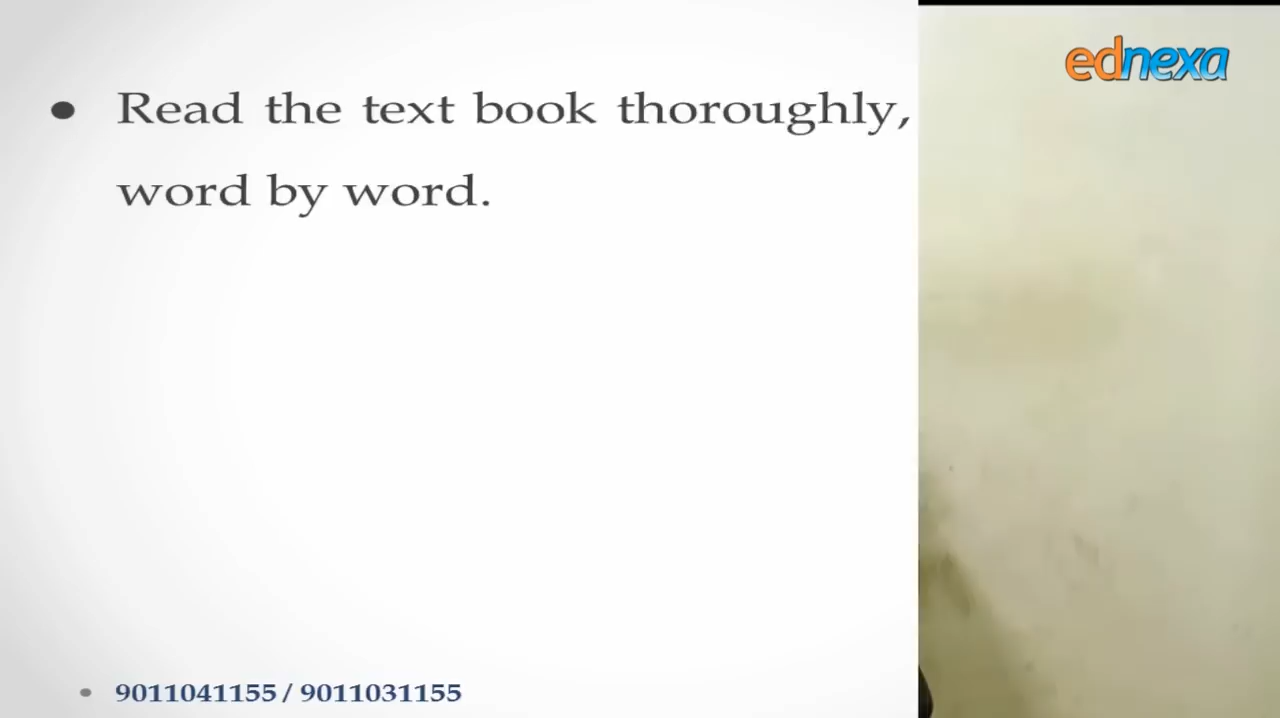 ednexa
● Read the text book thoroughly,
word by word.
• 9011041155 / 9011031155